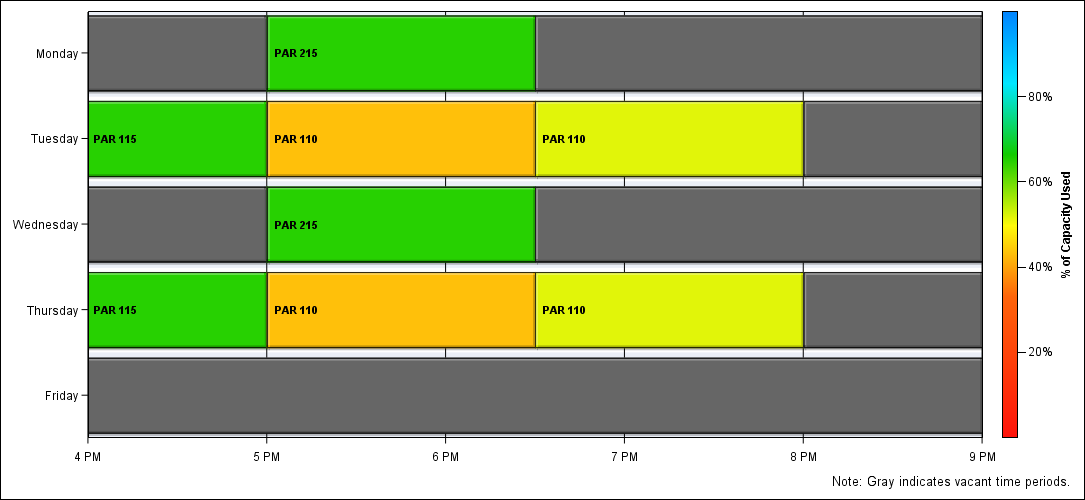 Monday
PAR 215
Tuesday
PAR 115
PAR 110
PAR 110
Wednesday
PAR 215
Thursday
PAR 115
PAR 110
PAR 110
Friday
4 PM
5 PM
6 PM
7 PM
8 PM
9 PM
80%
60%
40%
20%
% of Capacity Used
Note: Gray indicates vacant time periods.